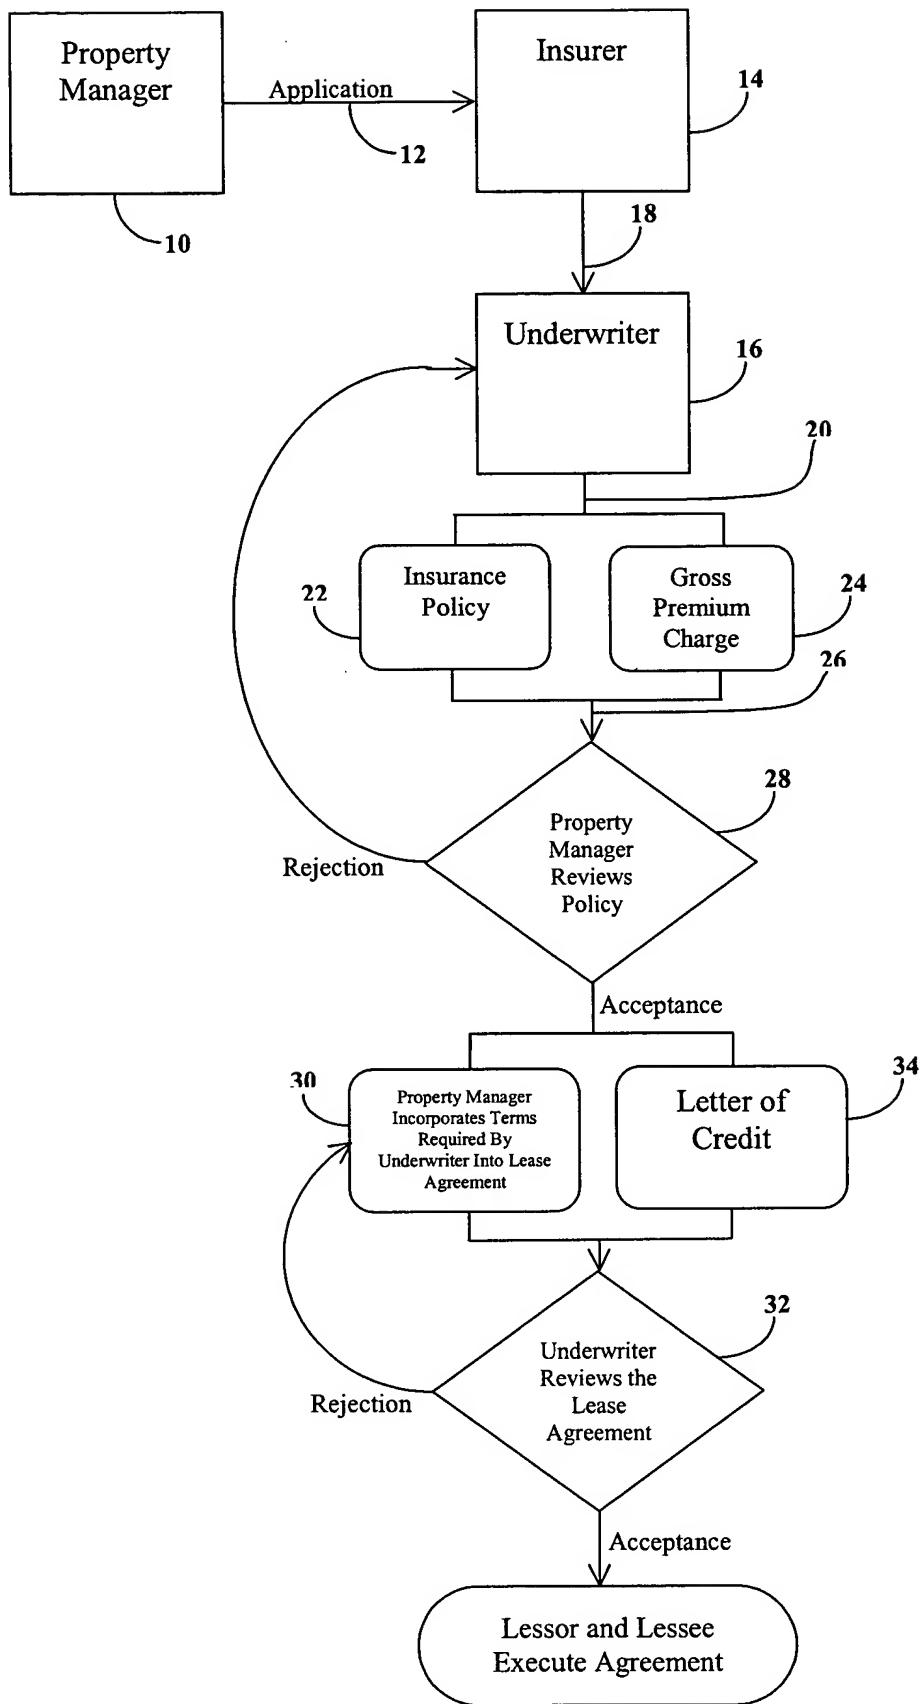 Property
Manager
Application
Insurer
14
12
10
18
Underwriter
16
20
Insurance
Policy
22
Gross
Premium
Charge
24
26
28
Property
Manager
Reviews
Policy
Rejection
Acceptance
30
Property Manager
Incorporates Terms
Required By
Underwriter Into Lease
Agreement
Letter of
Credit
34
32
Underwriter
Reviews the
Lease
Agreement
Rejection
Acceptance
Lessor and Lessee
Execute Agreement